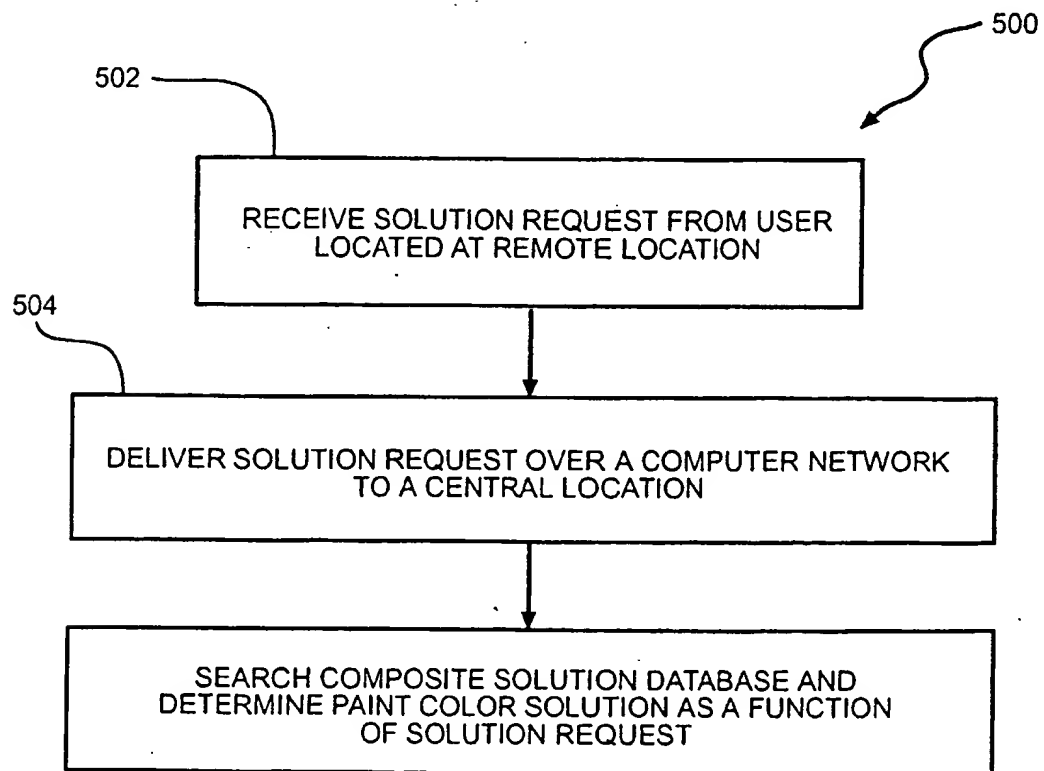 500
502
RECEIVE SOLUTION REQUEST FROM USER
LOCATED AT REMOTE LOCATION
504
DELIVER SOLUTION REQUEST OVER A COMPUTER NETWORK
TO A CENTRAL LOCATION
SEARCH COMPOSITE SOLUTION DATABASE AND
DETERMINE PAINT COLOR SOLUTION AS A FUNCTION
OF SOLUTION REQUEST